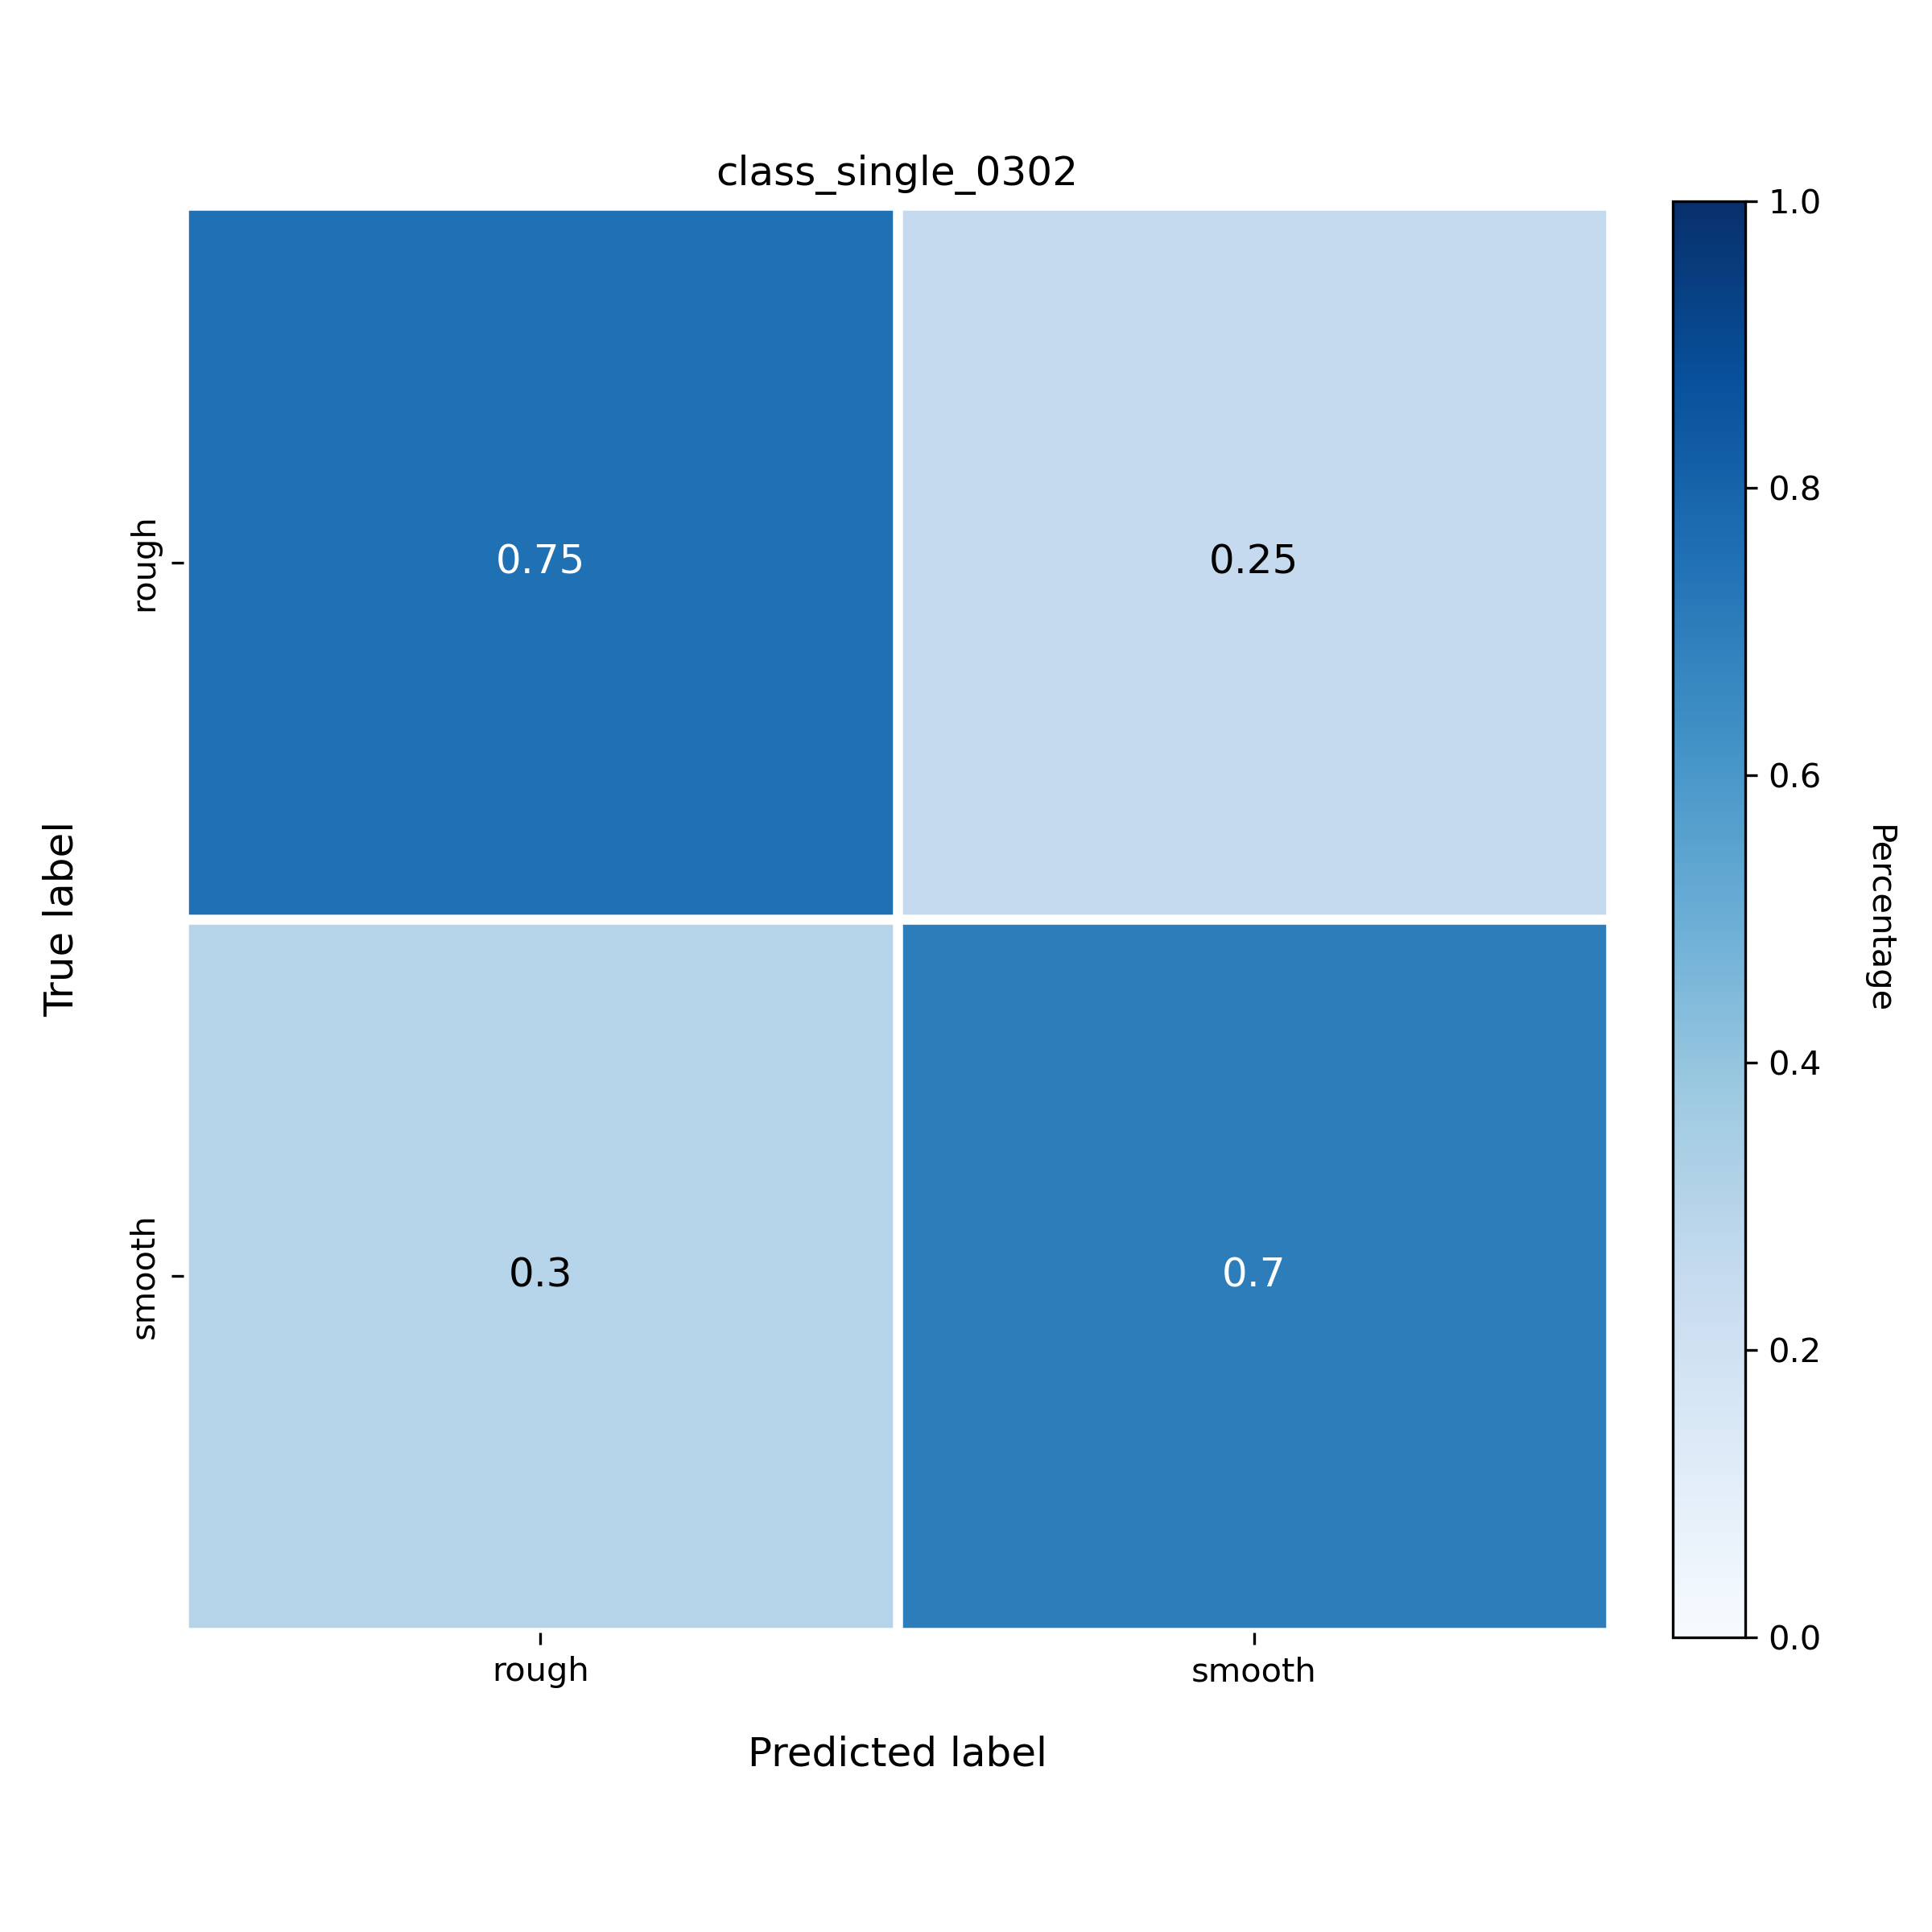 class_single_0302
True label
rough
0.75
0.25
smooth
0.3
0.7
rough
smooth
Predicted label
1.0
0.8
0.6
0.4
0.2
0.0
Percentage